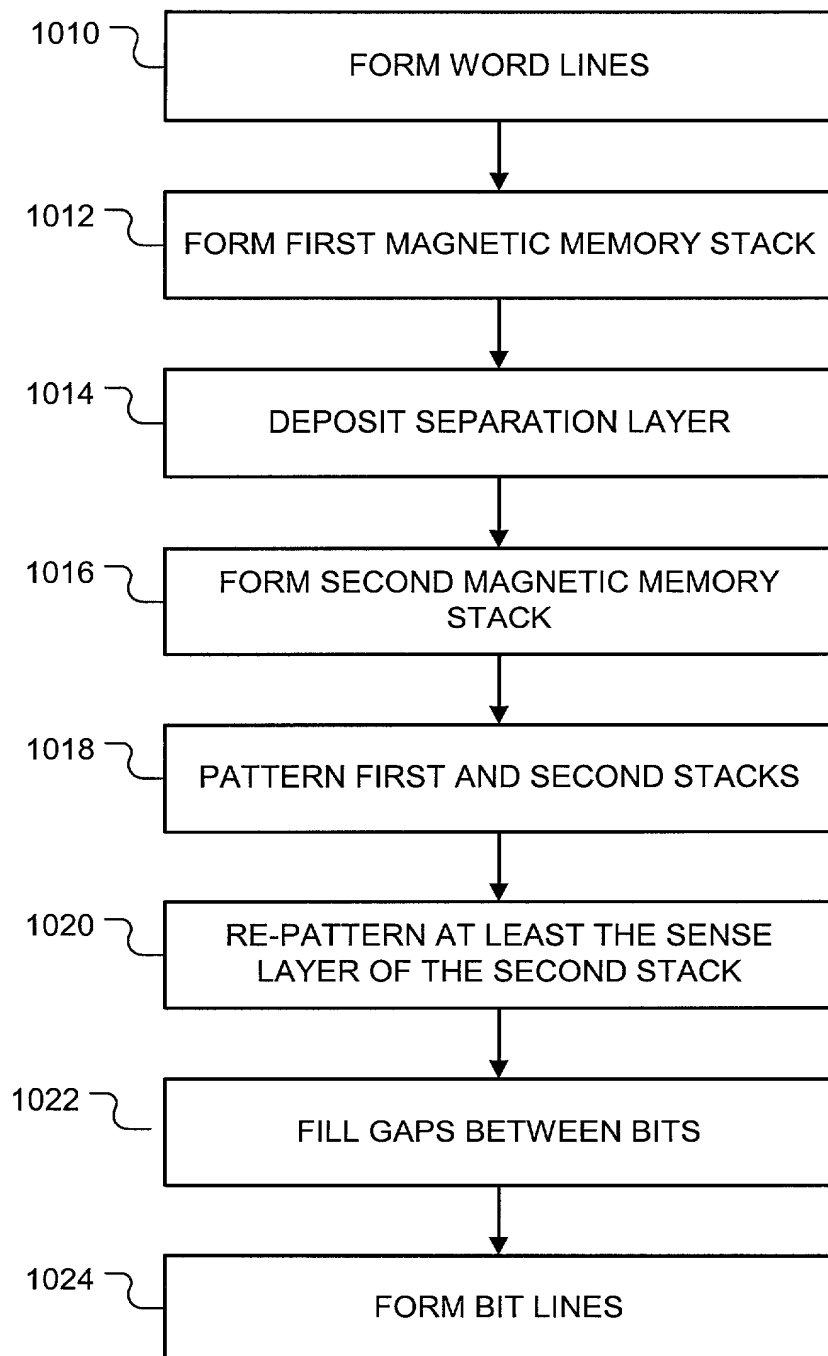 1010
FORM WORD LINES
1012
FORM FIRST MAGNETIC MEMORY STACK
1014
DEPOSIT SEPARATION LAYER
1016
FORM SECOND MAGNETIC MEMORY
STACK
1018
PATTERN FIRST AND SECOND STACKS
1020
RE-PATTERN AT LEAST THE SENSE
LAYER OF THE SECOND STACK
1022
FILL GAPS BETWEEN BITS
1024
FORM BIT LINES